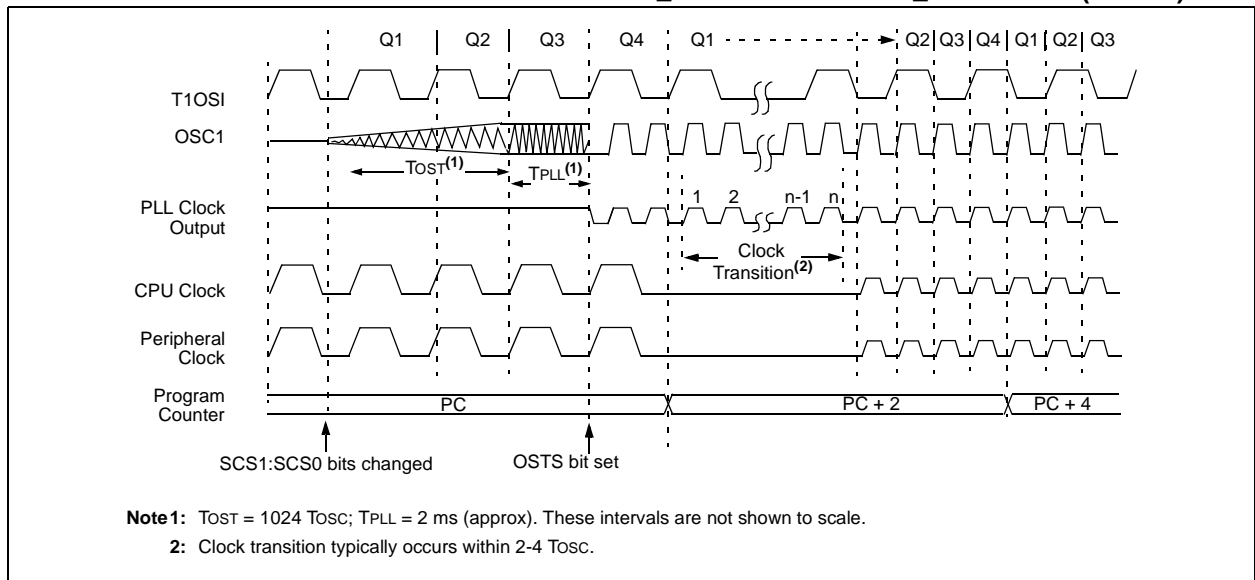 Q1 Q2 Q3 Q4 Q1 Q2 Q3 Q4 Q1 Q2 Q3
T1OSI
OSC1
TOST(1) TPLL(1)
1 2 n-1 n
PLL Clock
Output
Clock
Transition(2)
CPU Clock
Peripheral
Clock
Program
Counter
PC PC + 2 PC + 4
SCS1:SCS0 bits changed OSTS bit set
Note 1: TOST = 1024 TOSC; TPLL = 2 ms (approx). These intervals are not shown to scale.
2: Clock transition typically occurs within 2-4 TOSC.